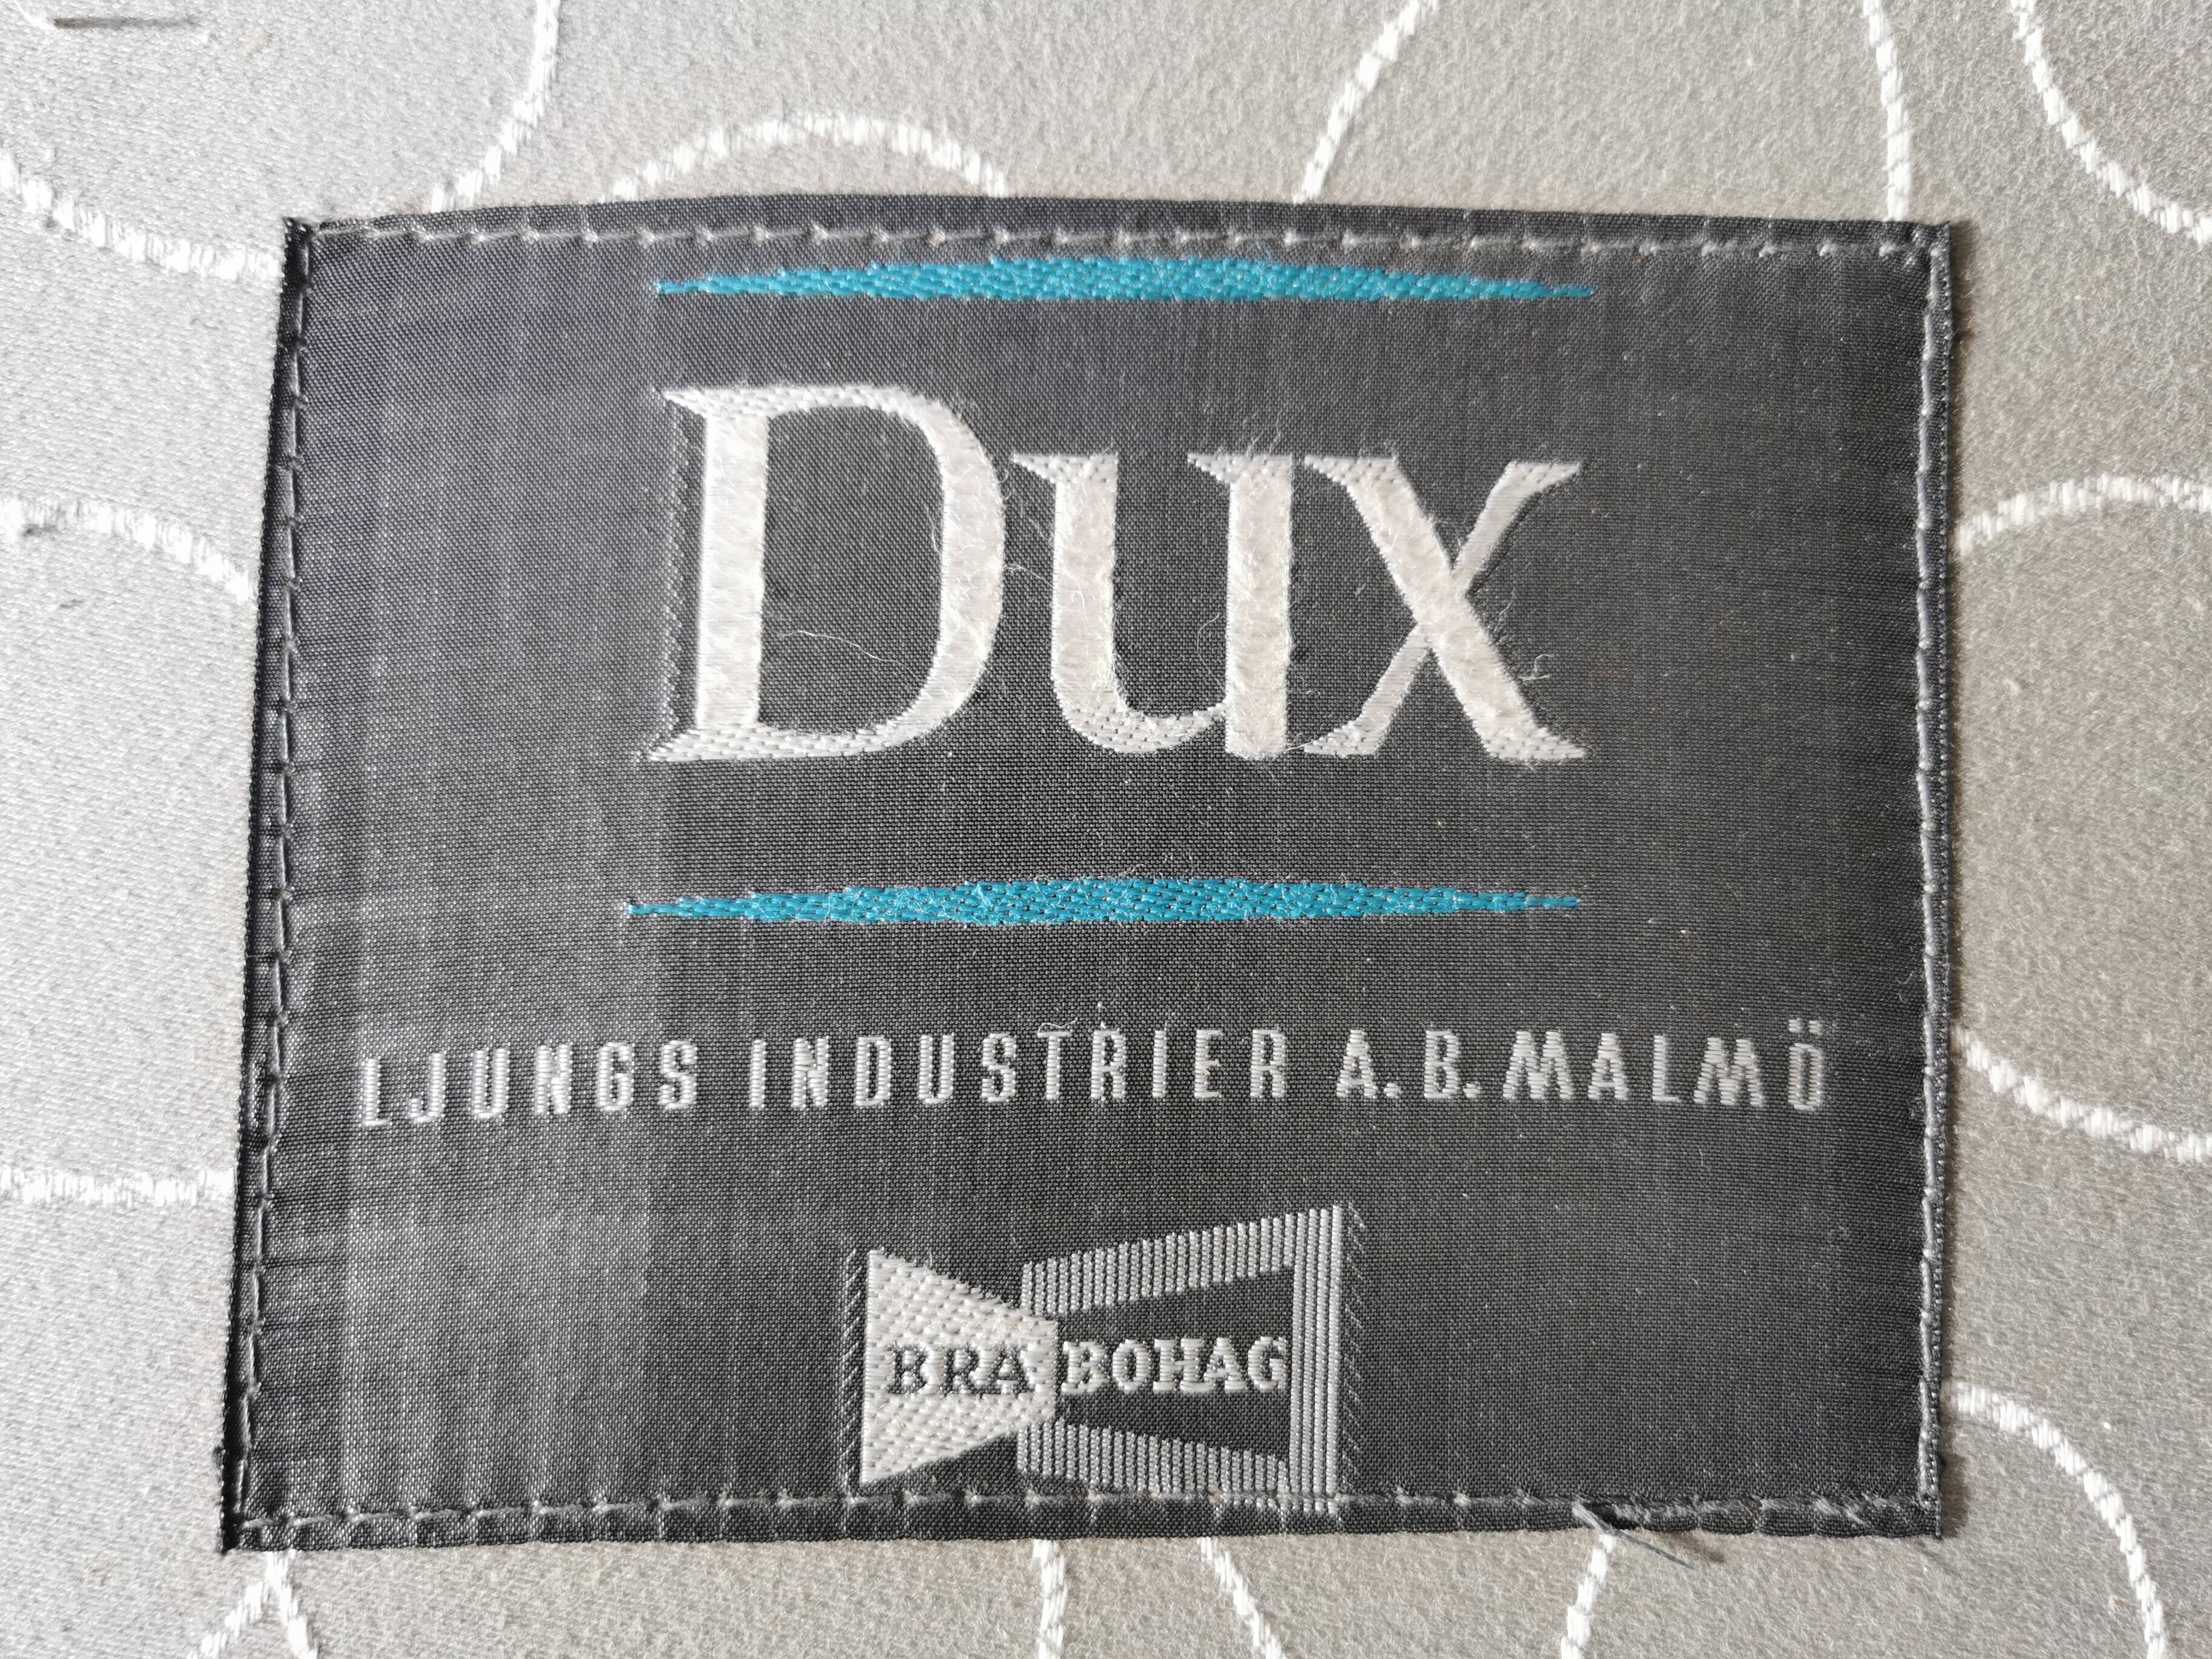 Dux
LJUNGS INDUSTRIER A.B. MALMÖ
BRA BOHAG